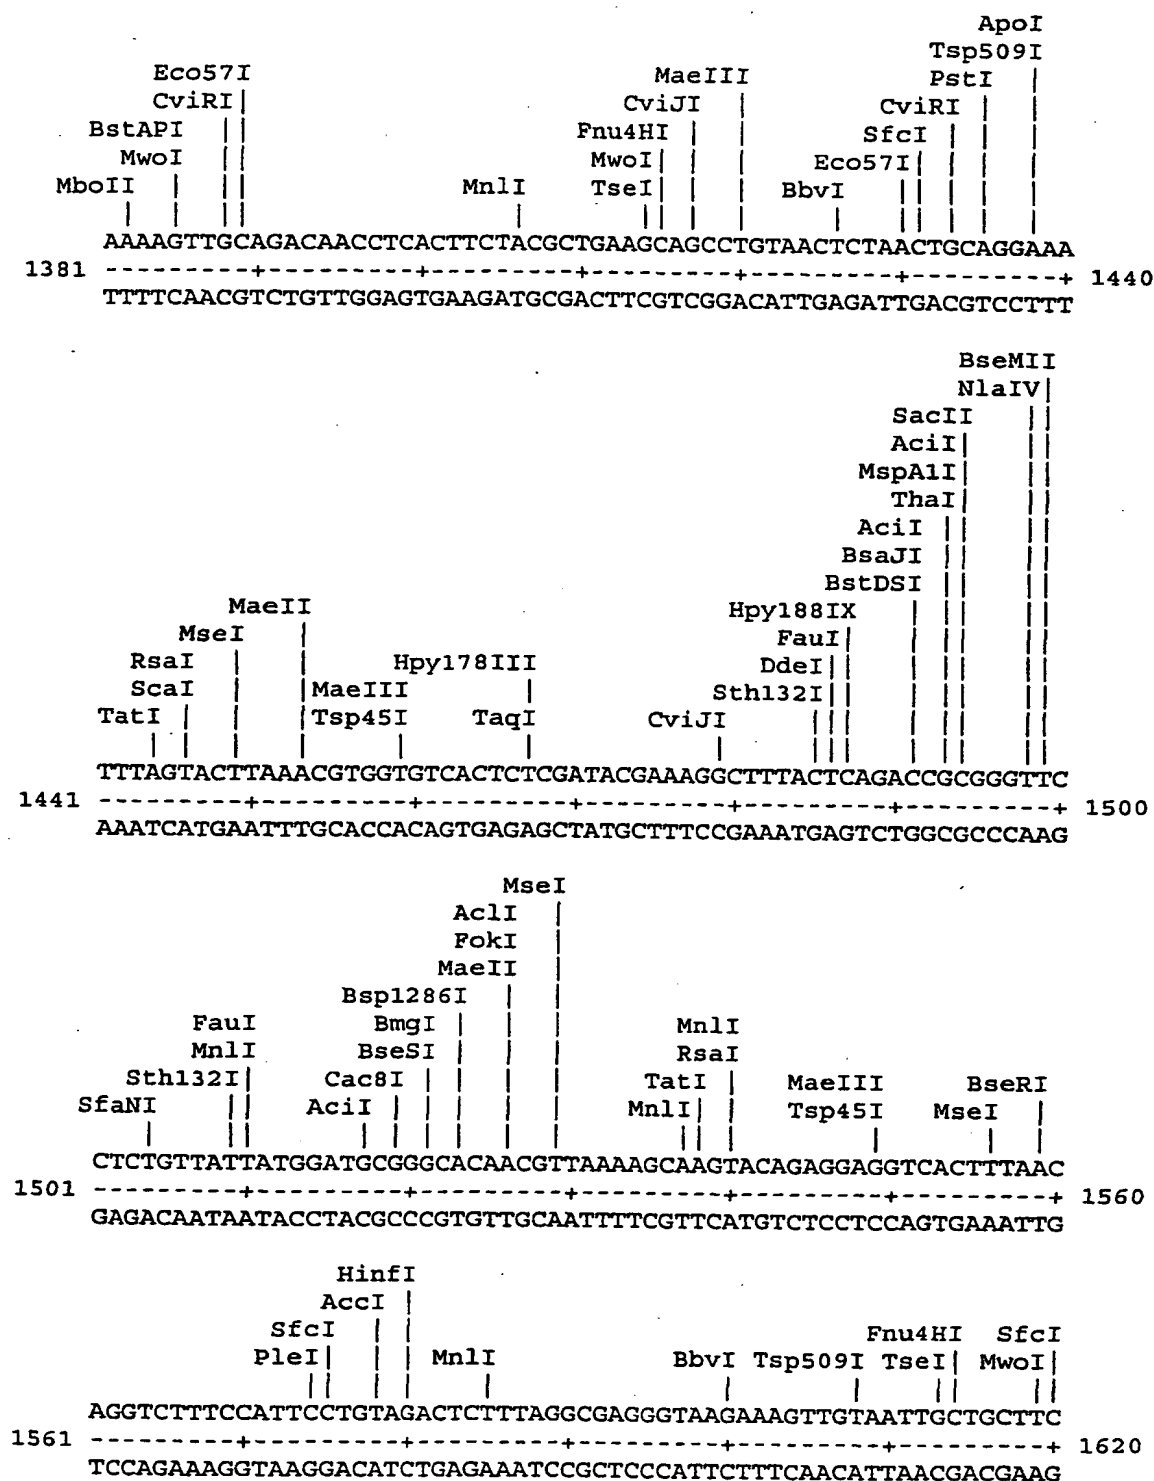 ApoI
Tsp509I
Eco57I MaeIII PstI
CviRI| CviJI CviRI
BstAPI Fnu4HI SfcI
MwoI MwoI| Eco57I|
MboII MnlI TseI BbvI
AAAAGTTGCAGACAACCTCACTTCTACGCTGAAGCAGCCTGTAACTCTAACTGCAGGAAA
1381 ---------+---------+---------+---------+---------+---------+ 1440
TTTTCAACGTCTGTTGGAGTGAAGATGCGACTTCGTCGGACATTGAGATTGACGTCCTTT
BseMII
NlaIV|
SacII
AciI|
MspA1I|
ThaI|
AciI
BsaJI
BstDSI
MaeII Hpy188IX
MseI FauI|
RsaI Hpy178III DdeI|
ScaI MaeIII Sth132I
TatI Tsp45I TaqI CviJI
TTTAGTACTTAAACGTGGTGTCACTCTCGATACGAAAGGCTTTACTCAGACCGCGGGTTC
1441 ---------+---------+---------+---------+---------+---------+ 1500
AAATCATGAATTTGCACCACAGTGAGAGCTATGCTTTCCGAAATGAGTCTGGCGCCCAAG
MseI
AclI
FokI
MaeII
Bsp1286I
FauI BmgI MnlI
MnlI BseSI RsaI
Sth132I| Cac8I TatI MaeIII BseRI
SfaNI AciI MnlI| Tsp45I MseI
CTCTGTTATTATGGATGCGGGCACAACGTTAAAAGCAAGTACAGAGGAGGTCACTTTAAC
1501 ---------+---------+---------+---------+---------+---------+ 1560
GAGACAATAATACCTACGCCCGTGTTGCAATTTTCGTTCATGTCTCCTCCAGTGAAATTG
HinfI
AccI
SfcI Fnu4HI SfcI
PleI| MnlI BbvI Tsp509I TseI| MwoI|
AGGTCTTTCCATTCCTGTAGACTCTTTAGGCGAGGGTAAGAAAGTTGTAATTGCTGCTTC
1561 ---------+---------+---------+---------+---------+---------+ 1620
TCCAGAAAGGTAAGGACATCTGAGAAATCCGCTCCCATTCTTTCAACATTAACGACGAAG